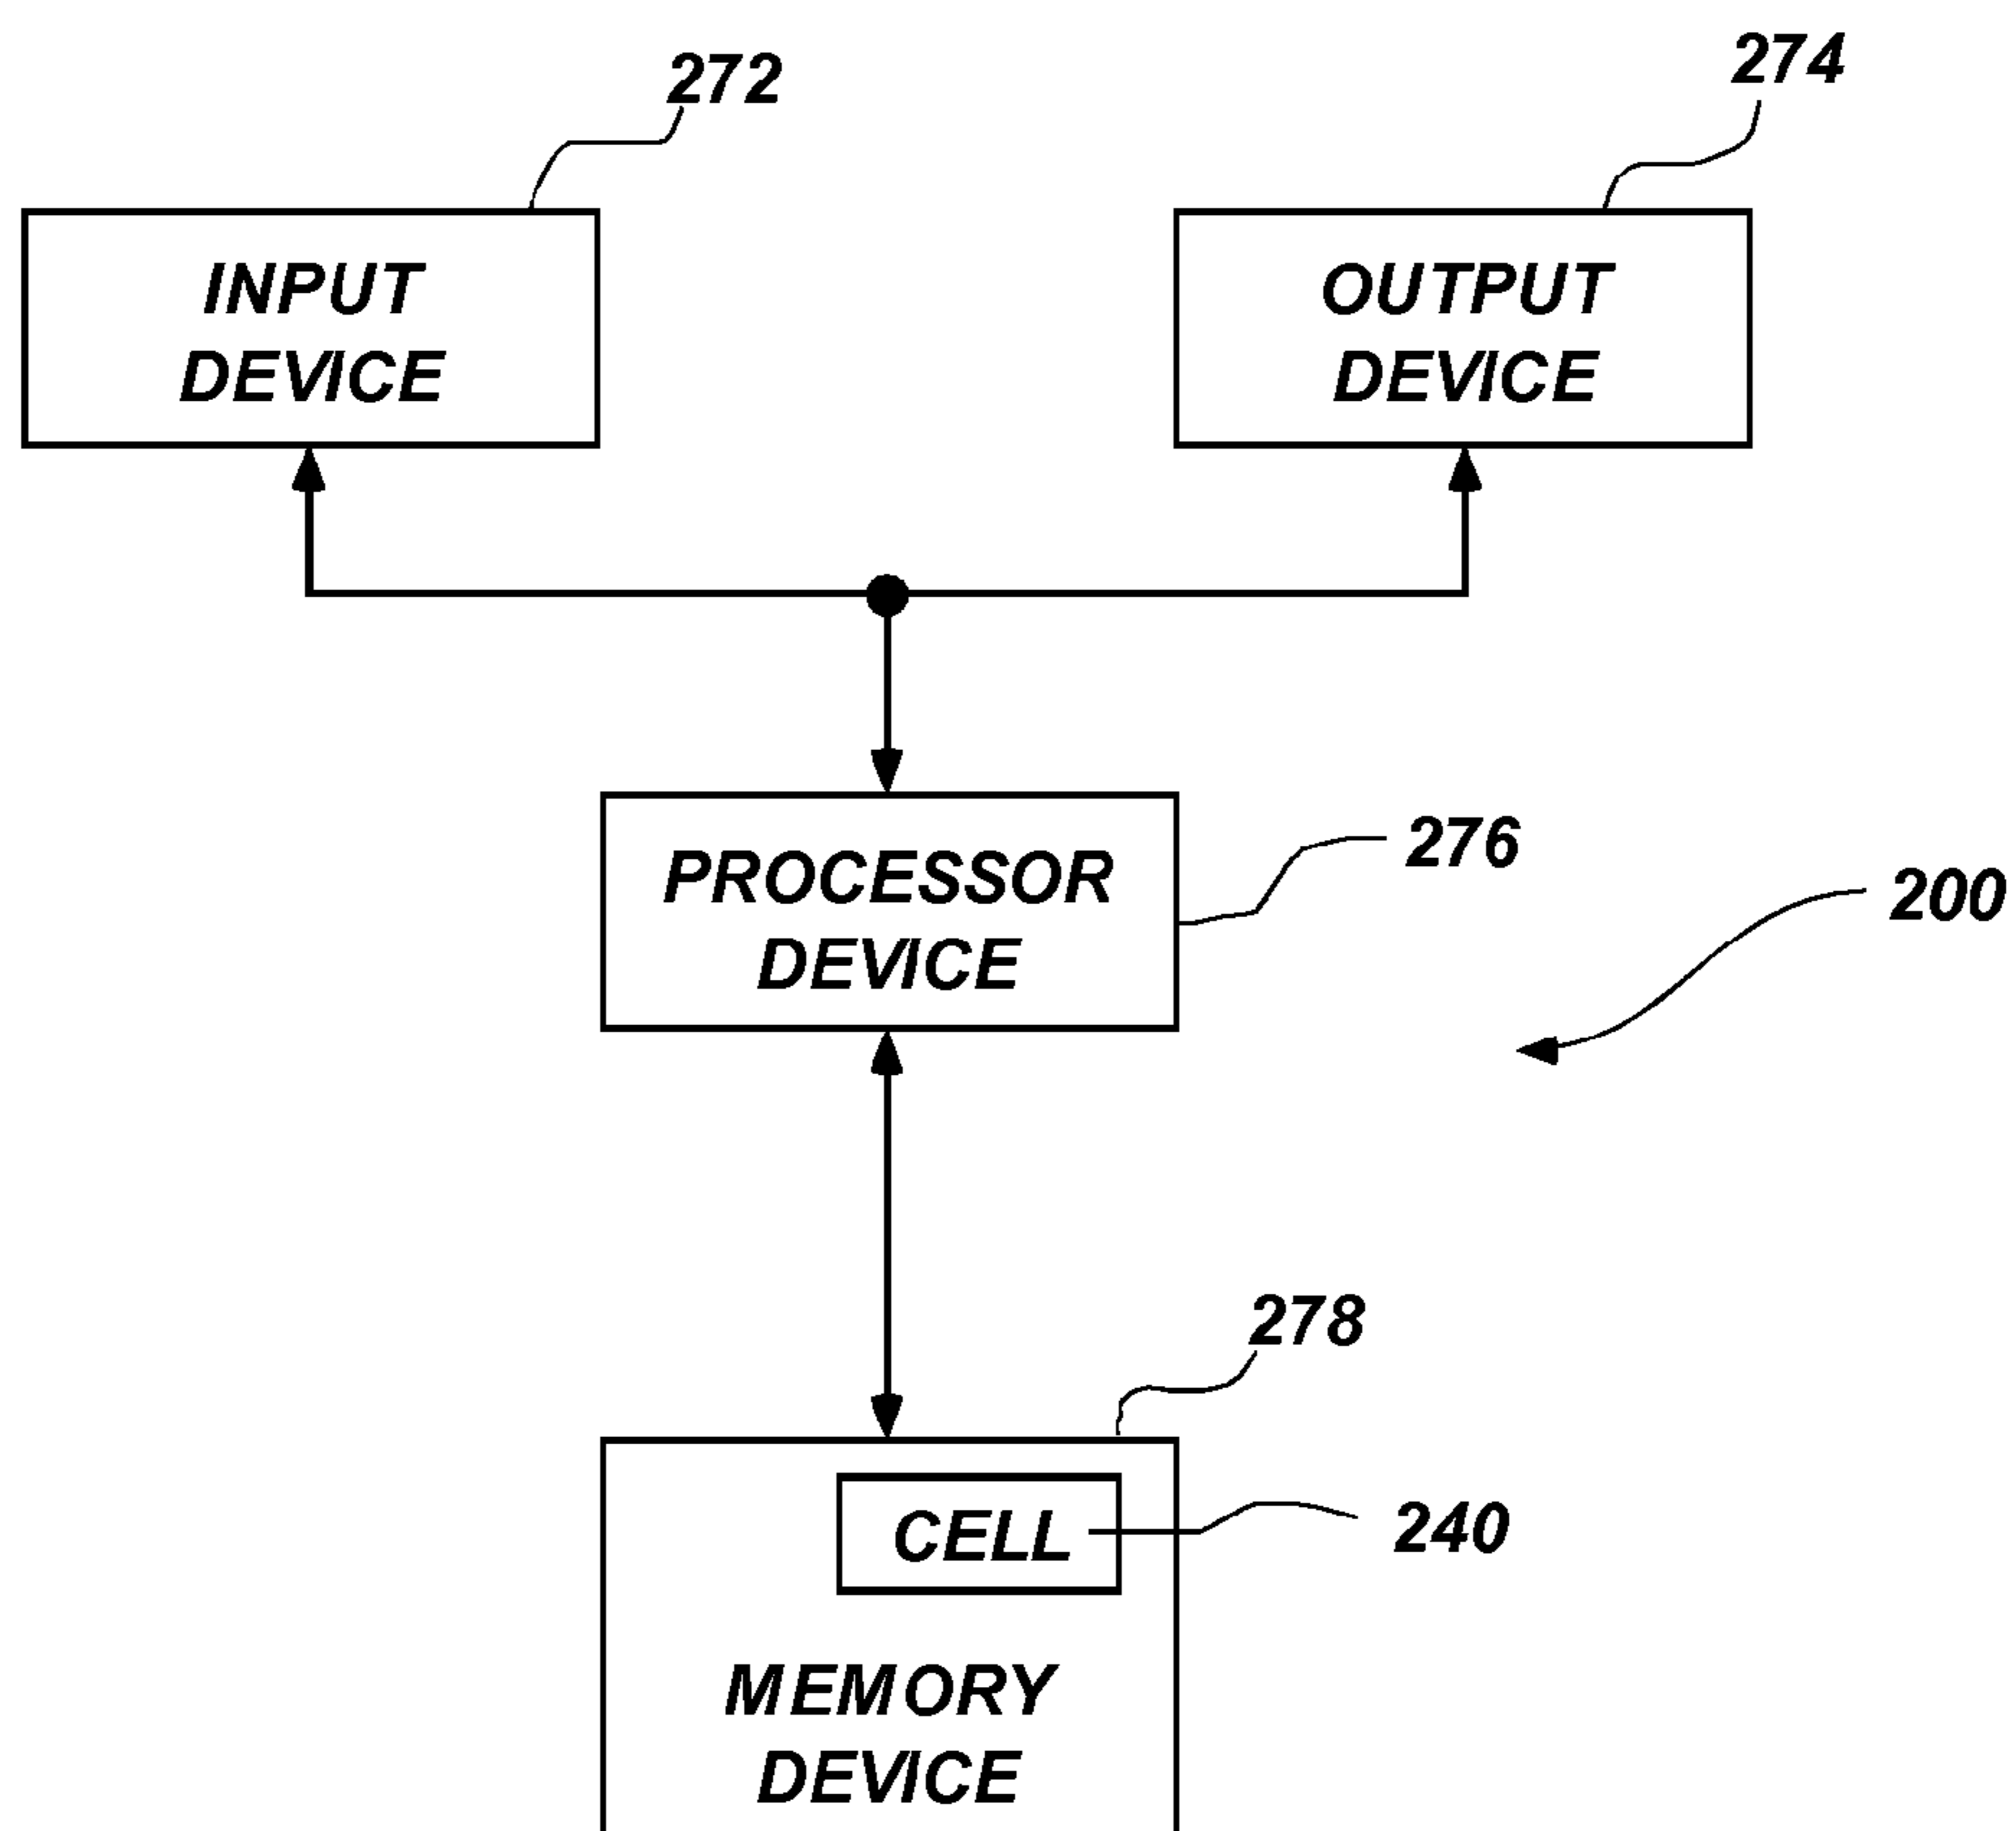 272
274
INPUT
DEVICE
OUTPUT
DEVICE
PROCESSOR
DEVICE
276
200
278
CELL
240
MEMORY
DEVICE